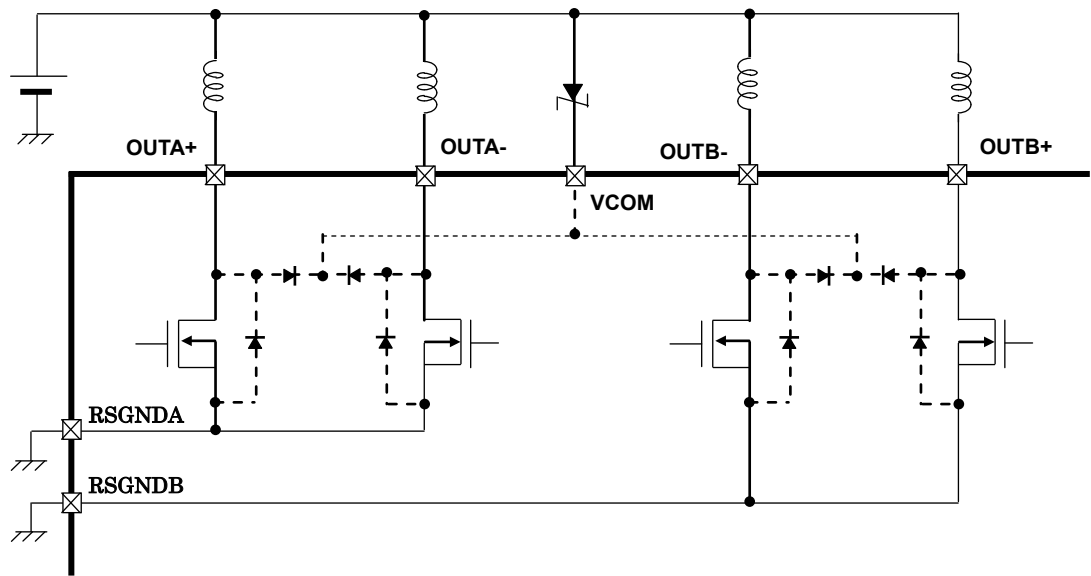 OUTA+
OUTA-
OUTB-
OUTB+
VCOM
RSGNDA
RSGNDB